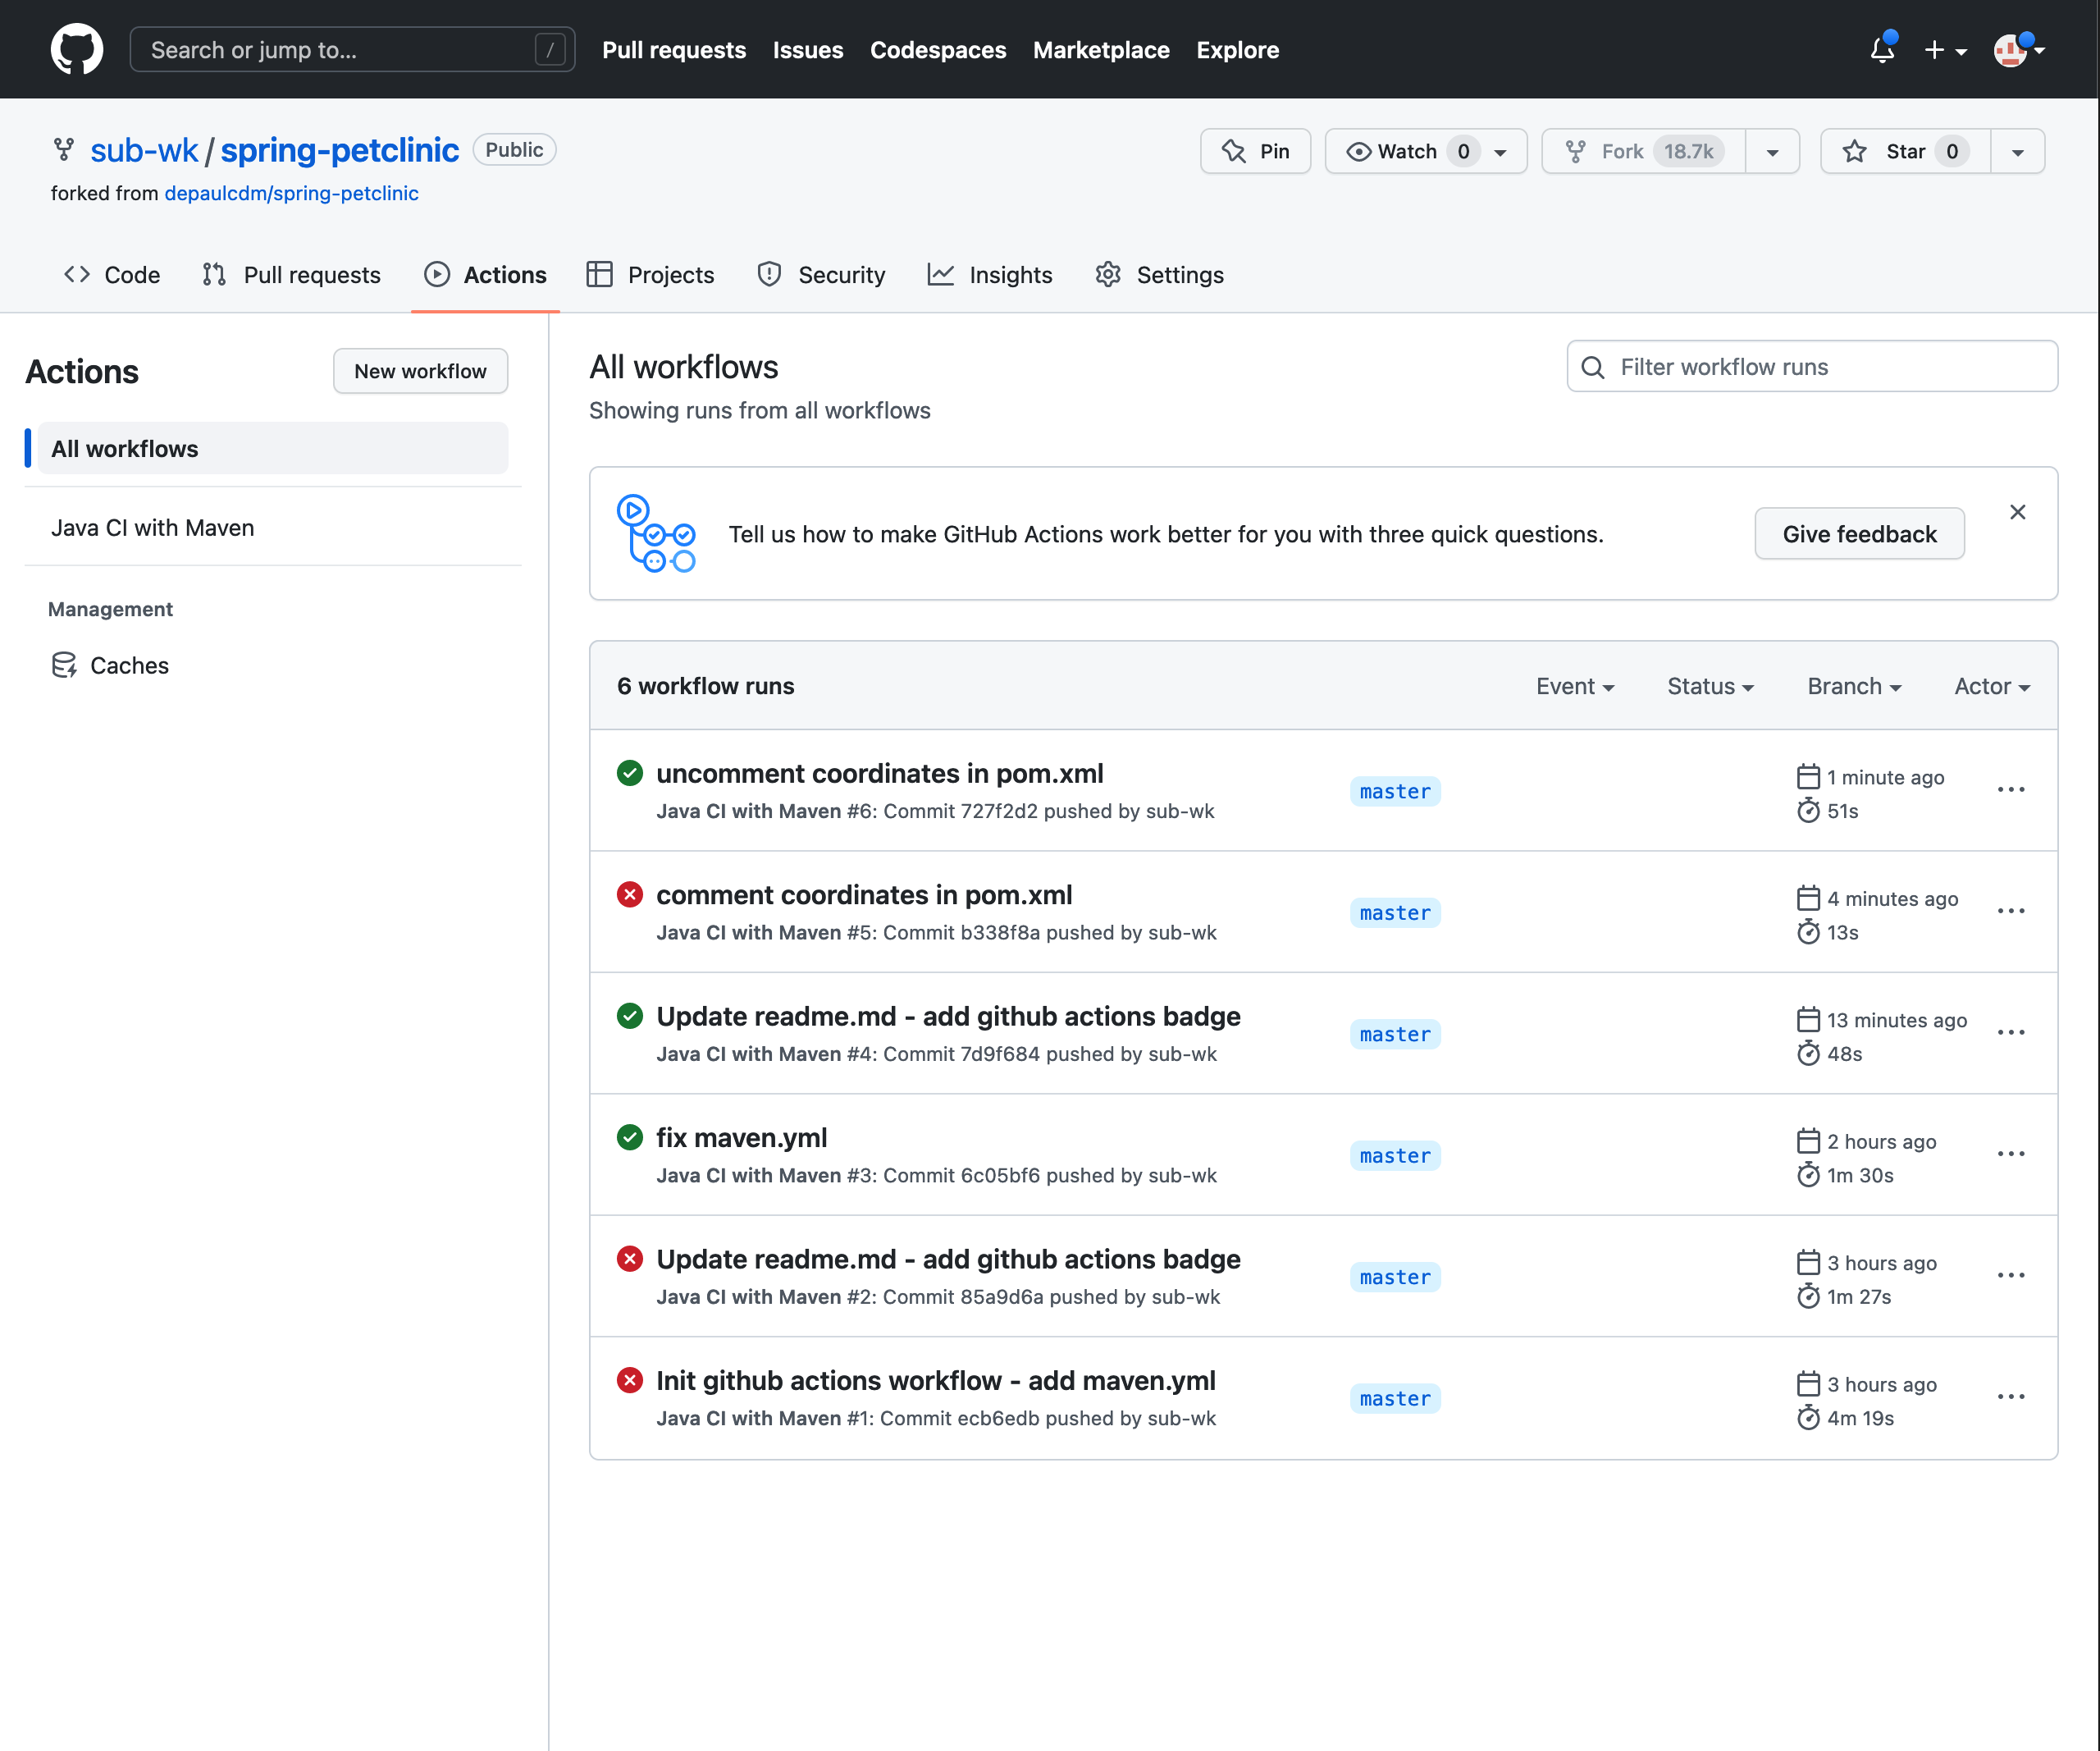 Search or jump to... /
Pull requests Issues Codespaces Marketplace Explore
sub-wk / spring-petclinic Public
Pin Watch 0 Fork 18.7k Star 0
forked from depaulcdm/spring-petclinic
Code Pull requests Actions Projects Security Insights Settings
Actions
New workflow
All workflows
Java CI with Maven
Management
Caches
All workflows
Filter workflow runs
Showing runs from all workflows
Tell us how to make GitHub Actions work better for you with three quick questions.
Give feedback
6 workflow runs
Event Status Branch Actor
uncomment coordinates in pom.xml
Java CI with Maven #6: Commit 727f2d2 pushed by sub-wk
master
1 minute ago
51s
comment coordinates in pom.xml
Java CI with Maven #5: Commit b338f8a pushed by sub-wk
master
4 minutes ago
13s
Update readme.md - add github actions badge
Java CI with Maven #4: Commit 7d9f684 pushed by sub-wk
master
13 minutes ago
48s
fix maven.yml
Java CI with Maven #3: Commit 6c05bf6 pushed by sub-wk
master
2 hours ago
1m 30s
Update readme.md - add github actions badge
Java CI with Maven #2: Commit 85a9d6a pushed by sub-wk
master
3 hours ago
1m 27s
Init github actions workflow - add maven.yml
Java CI with Maven #1: Commit ecb6edb pushed by sub-wk
master
3 hours ago
4m 19s